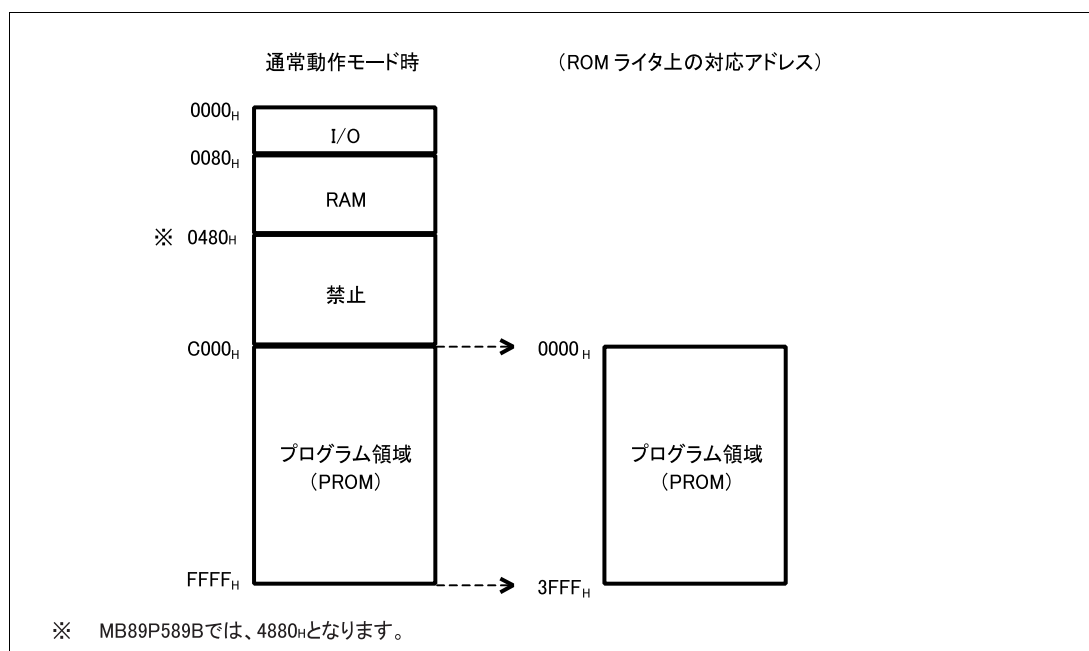 通常動作モード時
(ROM ライタ上の対応アドレス)
0000H
I/O
0080H
RAM
※ 0480H
禁止
C000H
0000H
プログラム領域
(PROM)
プログラム領域
(PROM)
FFFFH
3FFFH
※ MB89P589Bでは、4880Hとなります。